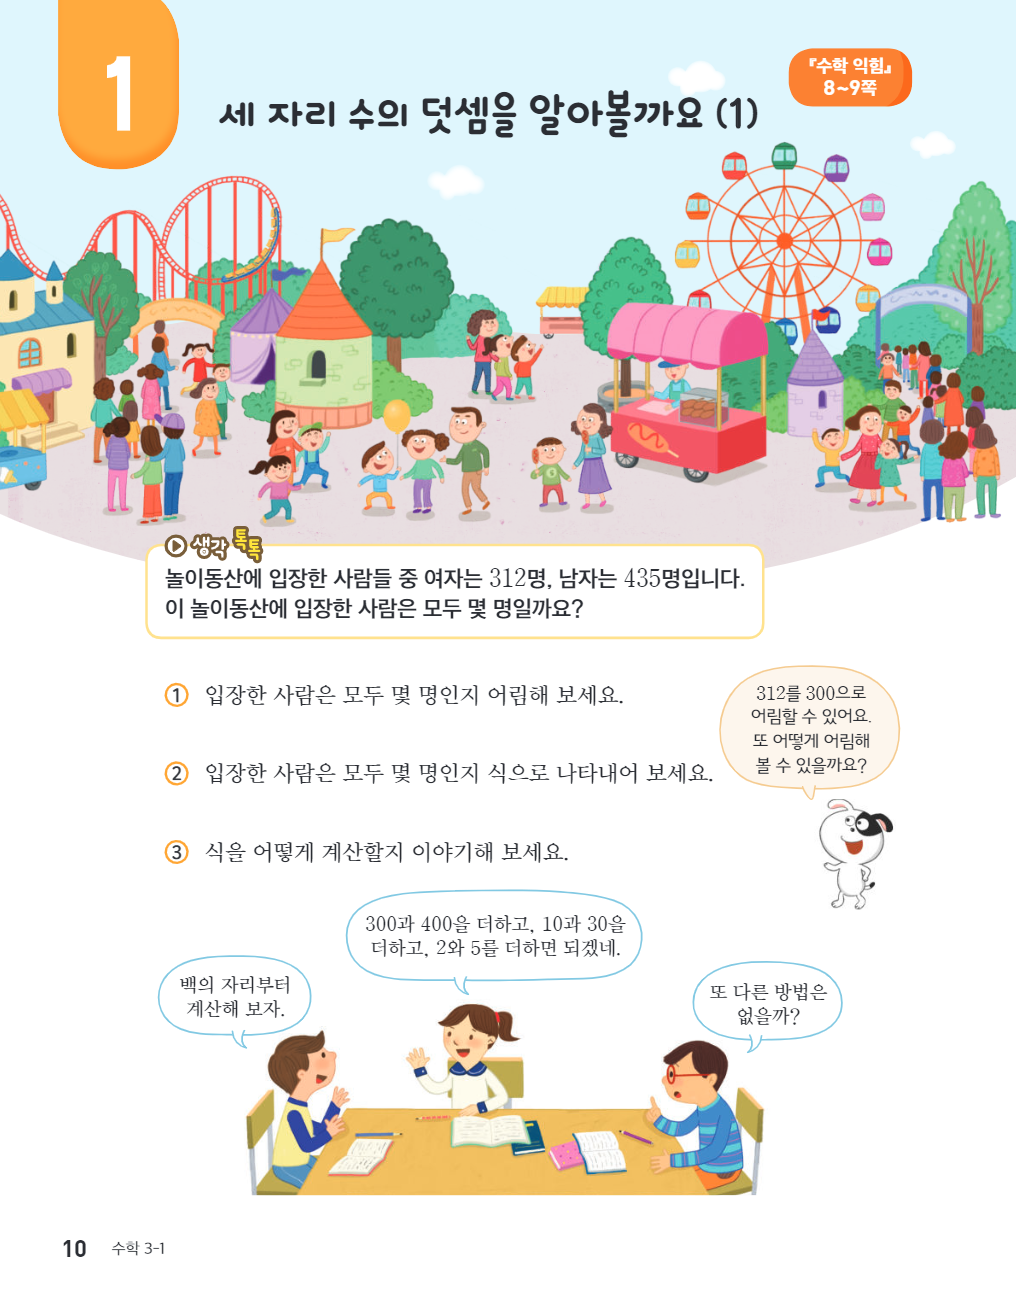 1
『수학 익힘』
8~9쪽
세 자리 수의 덧셈을 알아볼까요 (1)
생각 톡톡
놀이동산에 입장한 사람들 중 여자는 312명, 남자는 435명입니다.
이 놀이동산에 입장한 사람은 모두 몇 명일까요?
1 입장한 사람은 모두 몇 명인지 어림해 보세요.
312를 300으로
어림할 수 있어요.
또 어떻게 어림해
볼 수 있을까요?
2 입장한 사람은 모두 몇 명인지 식으로 나타내어 보세요.
3 식을 어떻게 계산할지 이야기해 보세요.
300과 400을 더하고, 10과 30을
더하고, 2와 5를 더하면 되겠네.
백의 자리부터
계산해 보자.
또 다른 방법은
없을까?
10 수학 3-1